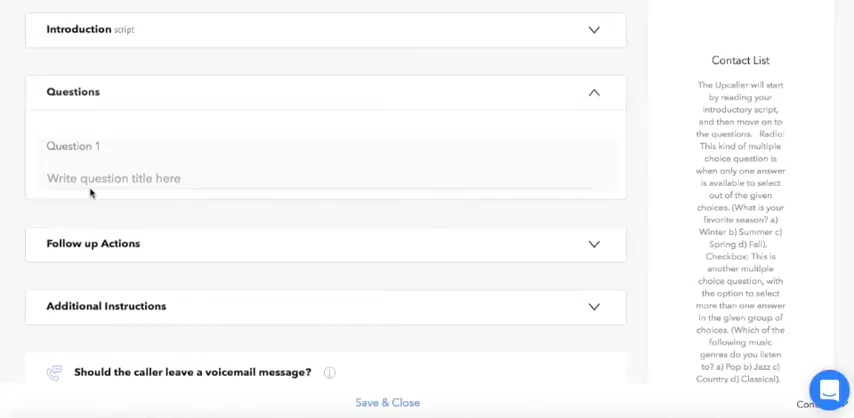 Introduction script
Questions
Question 1
Write question title here
Follow up Actions
Additional Instructions
Should the caller leave a voicemail message?
Save & Close
Contact List
The Upcaller will start
by reading your
introductory script,
and then move on to
the questions. Radio:
This kind of multiple
choice question is
when only one answer
is available to select
out of the given
choices. (What is your
favorite season? a)
Winter b) Summer c)
Spring d) Fall).
Checkbox: This is
another multiple
choice question, with
the option to select
more than one answer
in the given group of
choices. (Which of the
following music
genres do you listen
to? a) Pop b) Jazz c)
Country d) Classical).